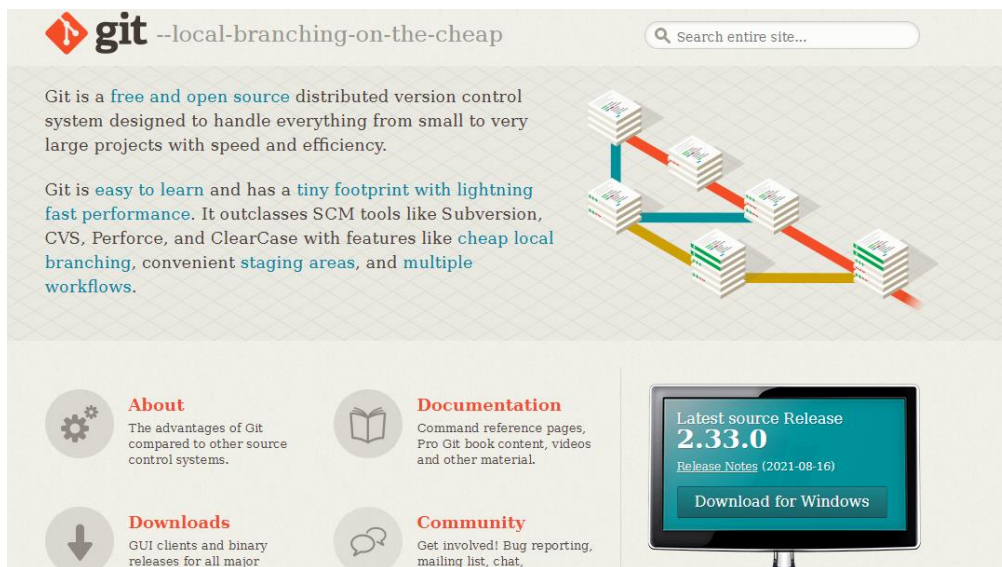 git --local-branching-on-the-cheap
Search entire site...
Git is a free and open source distributed version control
system designed to handle everything from small to very
large projects with speed and efficiency.
Git is easy to learn and has a tiny footprint with lightning
fast performance. It outclasses SCM tools like Subversion,
CVS, Perforce, and ClearCase with features like cheap local
branching, convenient staging areas, and multiple
workflows.
About
The advantages of Git
compared to other source
control systems.
Documentation
Command reference pages,
Pro Git book content, videos
and other material.
Downloads
GUI clients and binary
releases for all major
Community
Get involved! Bug reporting,
mailing list, chat,
Latest source Release
2.33.0
Release Notes (2021-08-16)
Download for Windows